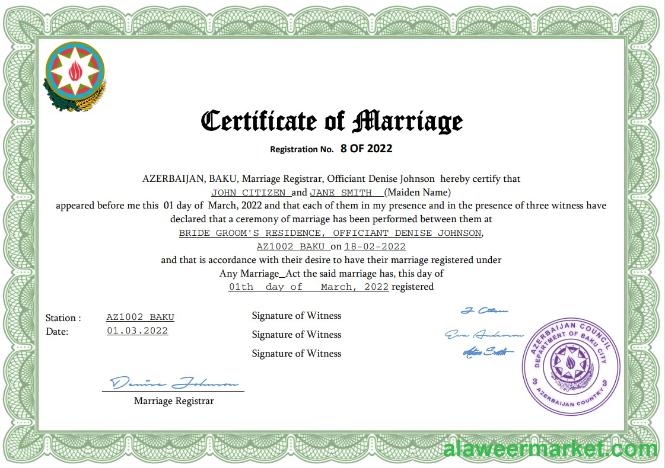 Certificate of Marriage
Registration No. 8 OF 2022
AZERBAIJAN, BAKU, Marriage Registrar, Officiant Denise Johnson hereby certify that
JOHN CITIZEN and JANE SMITH (Maiden Name)
appeared before me this 01 day of March, 2022 and that each of them in my presence and in the presence of three witness have
declared that a ceremony of marriage has been performed between them at
BRIDE GROOM'S RESIDENCE, OFFICIANT DENISE JOHNSON,
AZ1002 BAKU on 18-02-2022
and that is accordance with their desire to have their marriage registered under
Any Marriage_Act the said marriage has, this day of
01th day of March, 2022 registered
Station : AZ1002 BAKU
Date: 01.03.2022
Signature of Witness
Signature of Witness
Signature of Witness
Denise Johnson
Marriage Registrar
AZERBAIJAN COUNCIL
DEPARTMENT OF BAKU CITY
AZERBAIJAN COUNTRY
alaweermarket.com